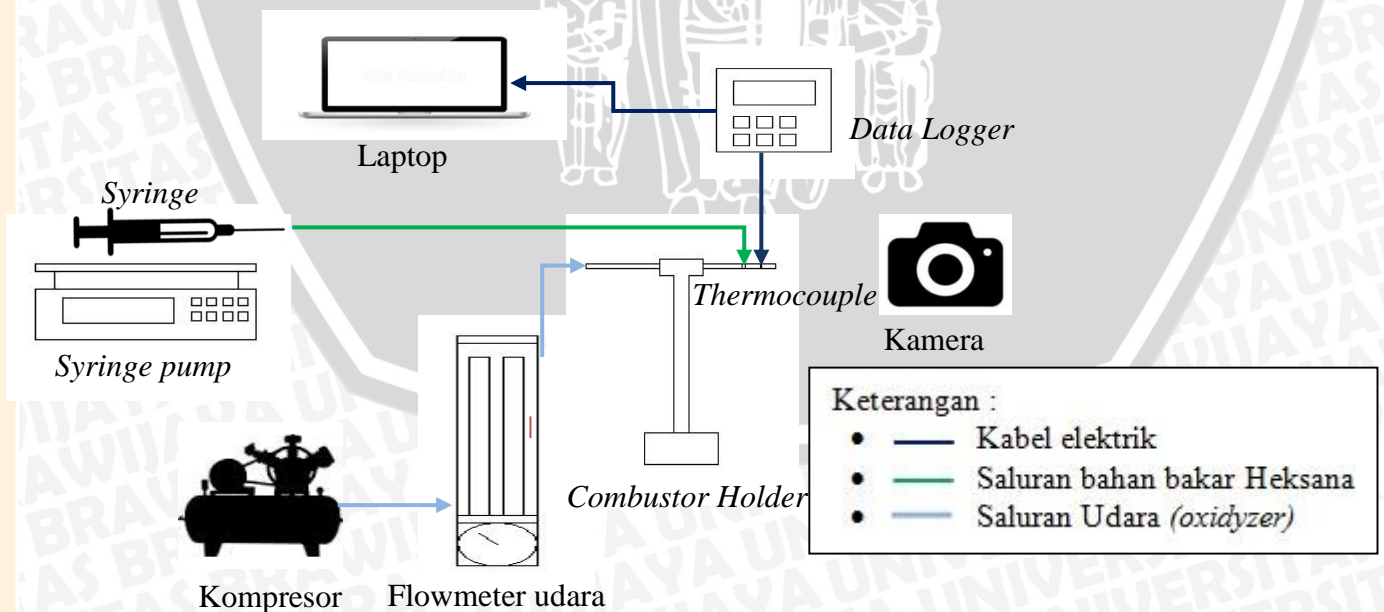 Laptop
Data Logger
Syringe
Thermocouple
Kamera
Syringe pump
Keterangan :
• Kabel elektrik
• Saluran bahan bakar Heksana
• Saluran Udara (oxidyzer)
Combustor Holder
Kompresor
Flowmeter udara